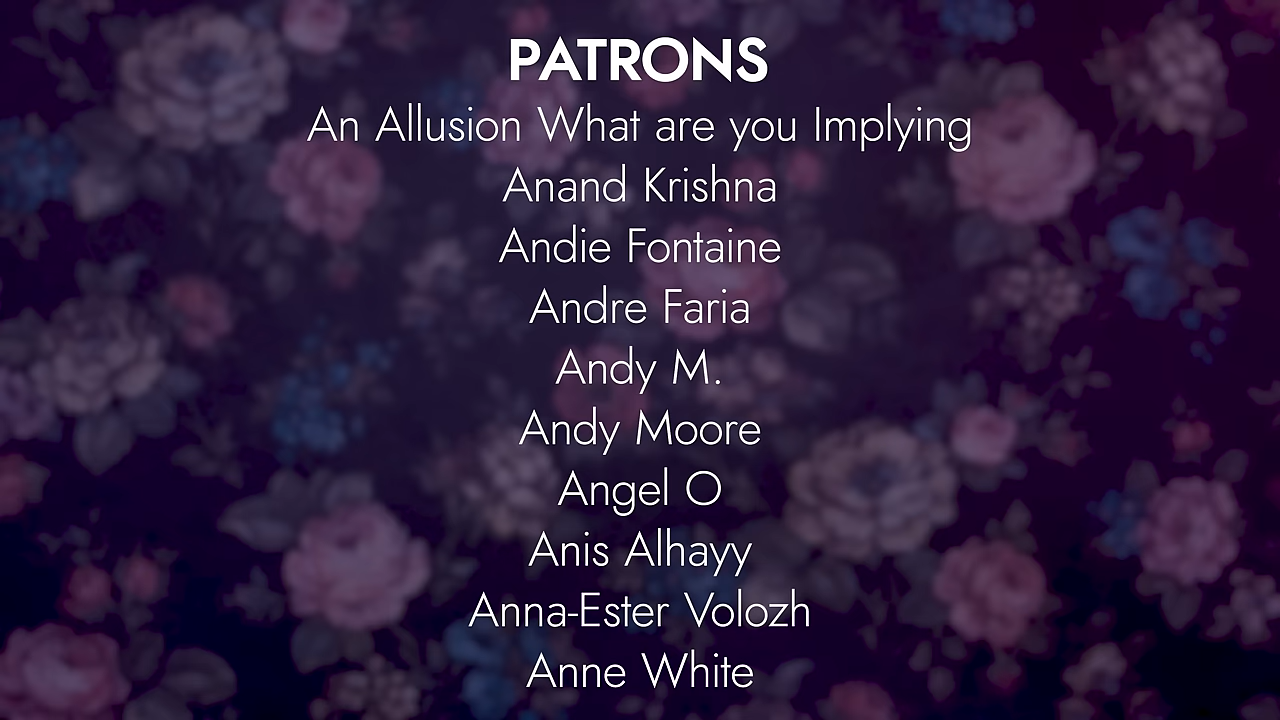 PATRONS
An Allusion What are you Implying
Anand Krishna
Andie Fontaine
Andre Faria
Andy M.
Andy Moore
Angel O
Anis Alhayy
Anna-Ester Volozh
Anne White